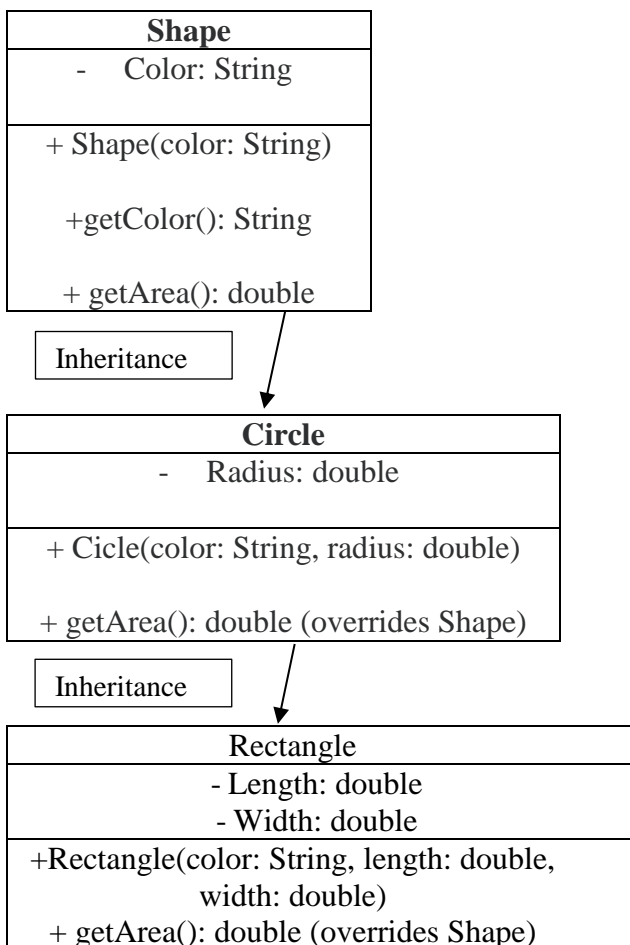 Shape
- Color: String
+ Shape(color: String)
+getColor(): String
+ getArea(): double
Inheritance
Circle
- Radius: double
+ Cicle(color: String, radius: double)
+ getArea(): double (overrides Shape)
Inheritance
Rectangle
- Length: double
- Width: double
+Rectangle(color: String, length: double,
width: double)
+ getArea(): double (overrides Shape)